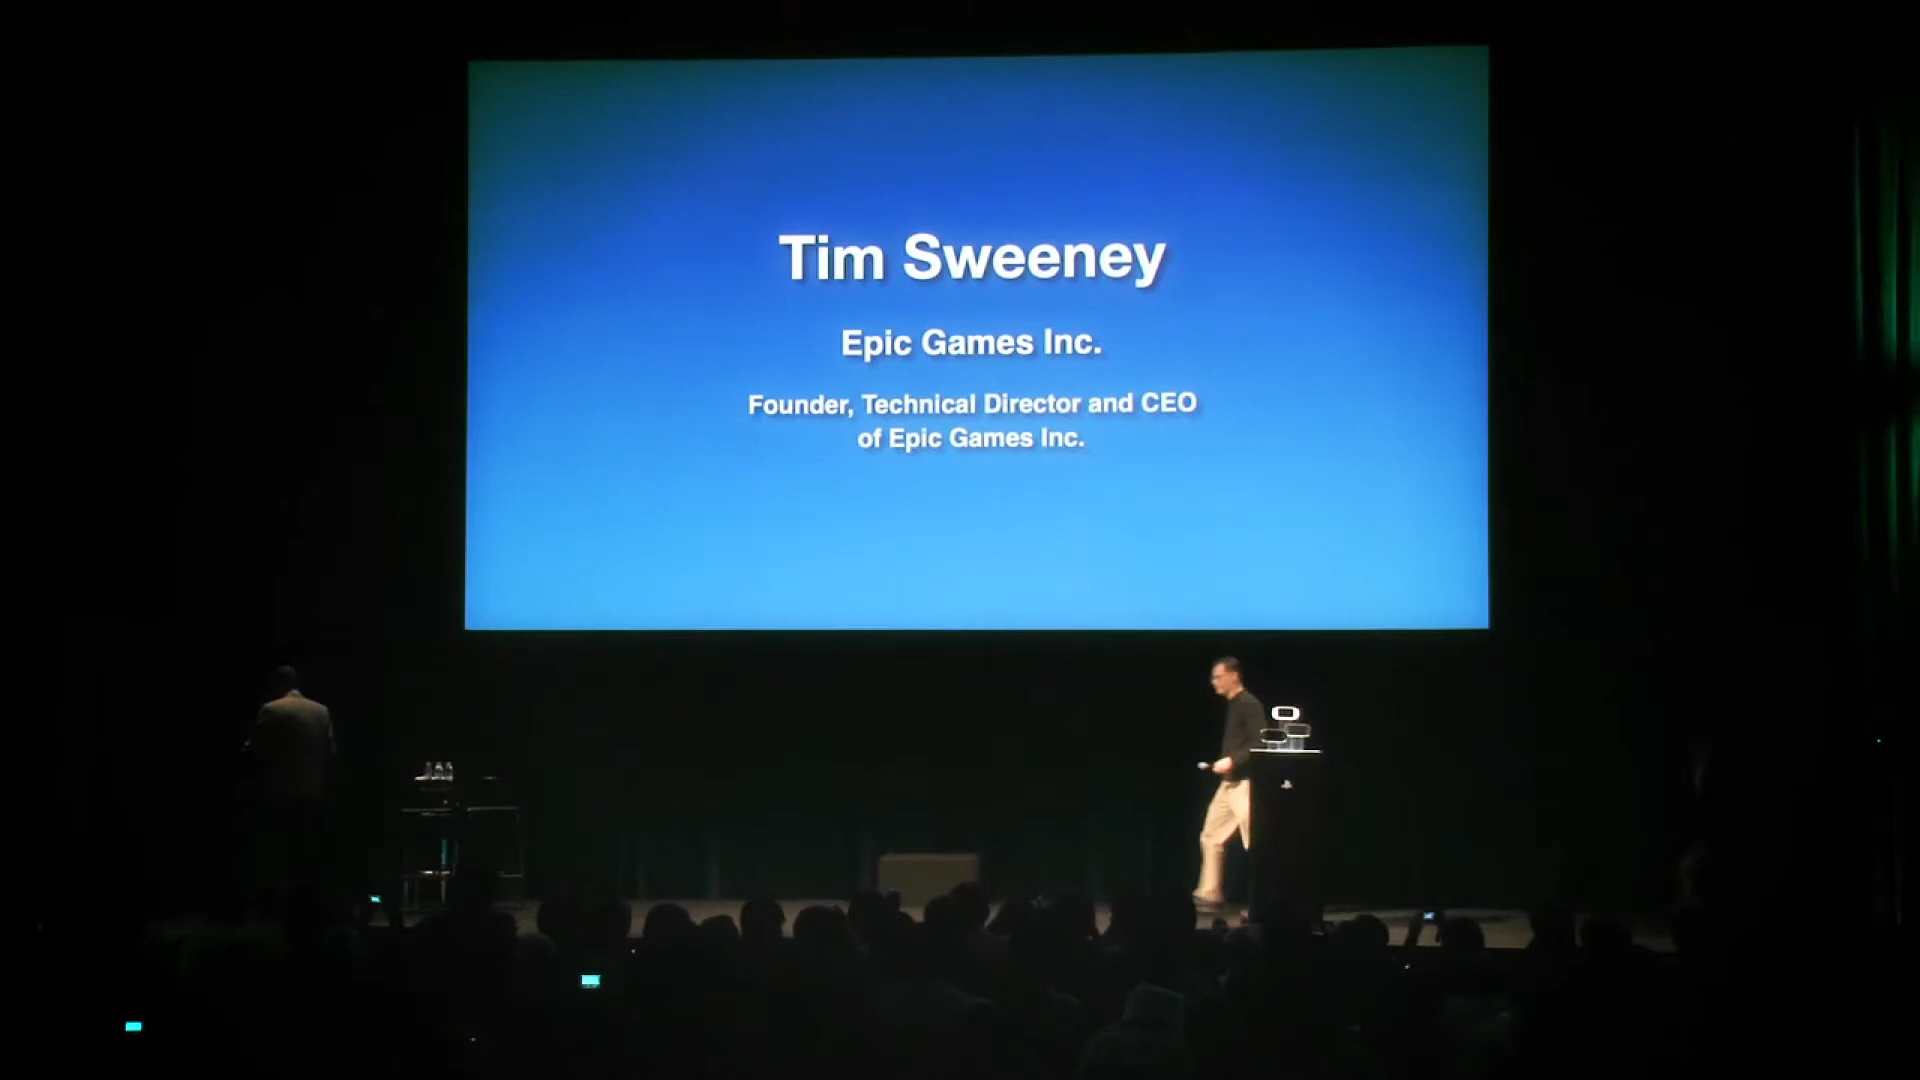 Tim Sweeney
Epic Games Inc.
Founder, Technical Director and CEO
of Epic Games Inc.